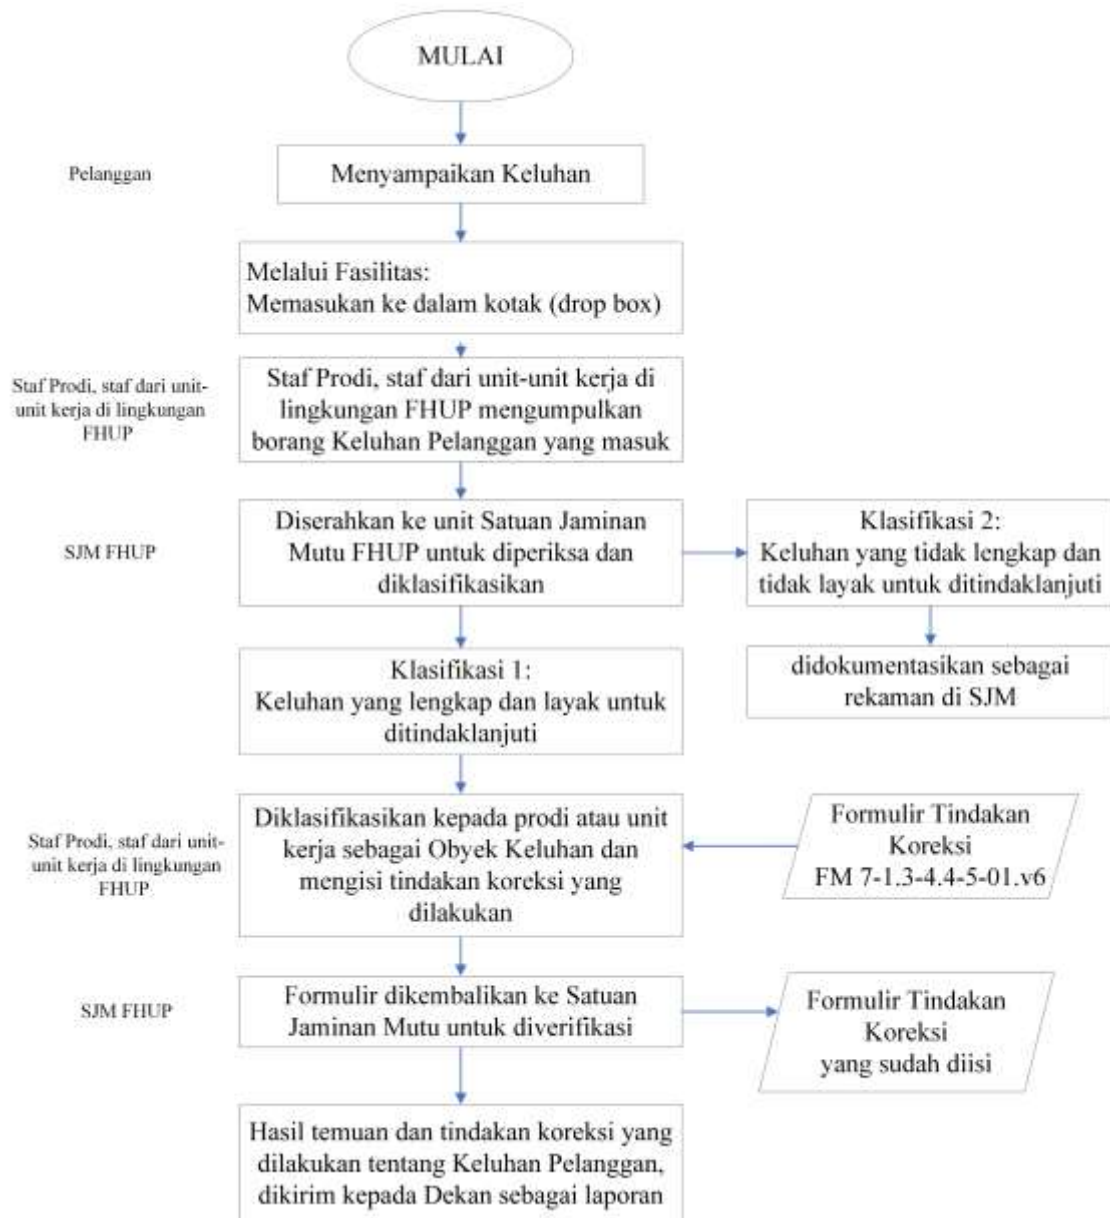 MULAI
Pelanggan
Menyampaikan Keluhan
Melalui Fasilitas:
Memasukan ke dalam kotak (drop box)
Staf Prodi, staf dari unit-
unit kerja di lingkungan
FHUP
Staf Prodi, staf dari unit-unit kerja di
lingkungan FHUP mengumpulkan
borang Keluhan Pelanggan yang masuk
SJM FHUP
Diserahkan ke unit Satuan Jaminan
Mutu FHUP untuk diperiksa dan
diklasifikasikan
Klasifikasi 2:
Keluhan yang tidak lengkap dan
tidak layak untuk ditindaklanjuti
Klasifikasi 1:
Keluhan yang lengkap dan layak untuk
ditindaklanjuti
didokumentasikan sebagai
rekaman di SJM
Staf Prodi, staf dari unit-
unit kerja di lingkungan
FHUP
Diklasifikasikan kepada prodi atau unit
kerja sebagai Obyek Keluhan dan
mengisi tindakan koreksi yang
dilakukan
Formulir Tindakan
Koreksi
FM 7-1.3-4.4-5-01.v6
SJM FHUP
Formulir dikembalikan ke Satuan
Jaminan Mutu untuk diverifikasi
Formulir Tindakan
Koreksi
yang sudah diisi
Hasil temuan dan tindakan koreksi yang
dilakukan tentang Keluhan Pelanggan,
dikirim kepada Dekan sebagai laporan